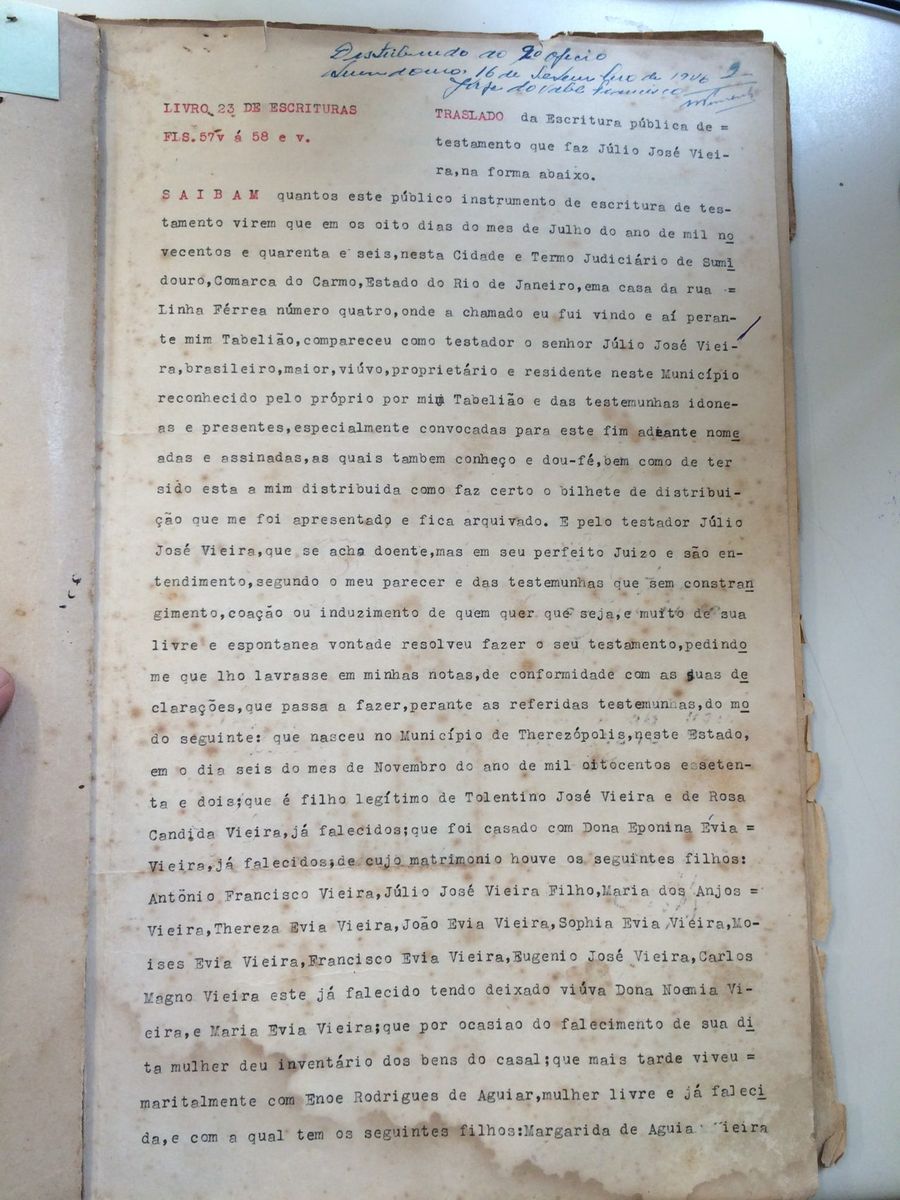 Distribuido ao 2º oficio
Sumidouro, 16 de Setembro de 1946
LIVRO 23 DE ESCRITURAS
FLS.57v á 58 e v.
TRASLADO da Escritura pública de =
testamento que faz Júlio José Viei-
ra,na forma abaixo.
S A I B A M quantos este público instrumento de escritura de tes-
tamento virem que em os oito dias do mes de Julho do ano de mil no
vecentos e quarenta e seis,nesta Cidade e Termo Judiciário de Sumi
douro,Comarca do Carmo,Estado do Rio de Janeiro,ema casa da rua =
Linha Férrea número quatro,onde a chamado eu fui vindo e aí peran-
te mim Tabelião,compareceu como testador o senhor Júlio José Viei-
ra,brasileiro,maior,viúvo,proprietário e residente neste Município
reconhecido pelo próprio por mim Tabelião e das testemunhas idone-
as e presentes,especialmente convocadas para este fim adeante nome
adas e assinadas,as quais tambem conheço e dou-fé,bem como de ter
sido esta a mim distribuida como faz certo o bilhete de distribui-
ção que me foi apresentado e fica arquivado. E pelo testador Júlio
José Vieira,que se acha doente,mas em seu perfeito Juizo e são en-
tendimento,segundo o meu parecer e das testemunhas que sem constran
gimento,coação ou induzimento de quem quer que seja,e muito de sua
livre e espontanea vontade resolveu fazer o seu testamento,pedindo
me que lho lavrasse em minhas notas,de conformidade com as suas de
clarações,que passa a fazer,perante as referidas testemunhas,do mo
do seguinte: que nasceu no Município de Therezópolis,neste Estado,
em o dia seis do mes de Novembro do ano de mil oitocentos e seten-
ta e dois;que é filho legítimo de Tolentino José Vieira e de Rosa
Candida Vieira,já falecidos;que foi casado com Dona Eponina Évia =
Vieira,já falecidos;de cujo matrimonio houve os seguintes filhos:
Antônio Francisco Vieira,Júlio José Vieira Filho,Maria dos Anjos =
Vieira,Thereza Evia Vieira,João Evia Vieira,Sophia Evia Vieira,Mo-
ises Evia Vieira,Francisco Evia Vieira,Eugenio José Vieira,Carlos
Magno Vieira este já falecido tendo deixado viúva Dona Noemia Vi-
eira,e Maria Evia Vieira;que por ocasiao do falecimento de sua di
ta mulher deu inventário dos bens do casal;que mais tarde viveu =
maritalmente com Enoe Rodrigues de Aguiar,mulher livre e já faleci
da,e com a qual tem os seguintes filhos:Margarida de Aguia Vieira